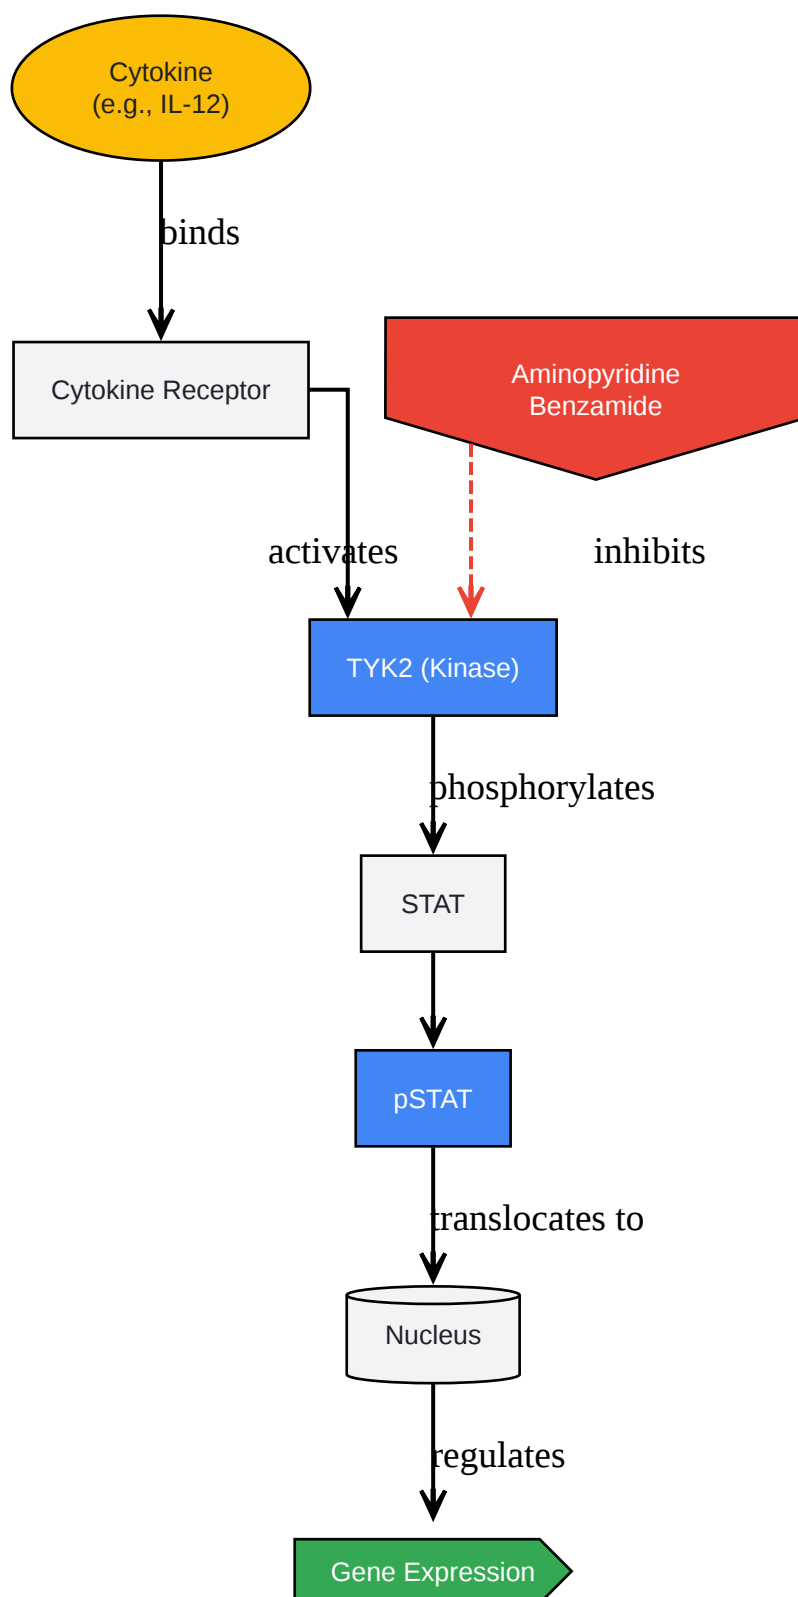 Cytokine
(e.g., IL-12)
binds
Cytokine Receptor
Aminopyridine
Benzamide
activates
inhibits
TYK2 (Kinase)
phosphorylates
STAT
pSTAT
translocates to
Nucleus
regulates
Gene Expression